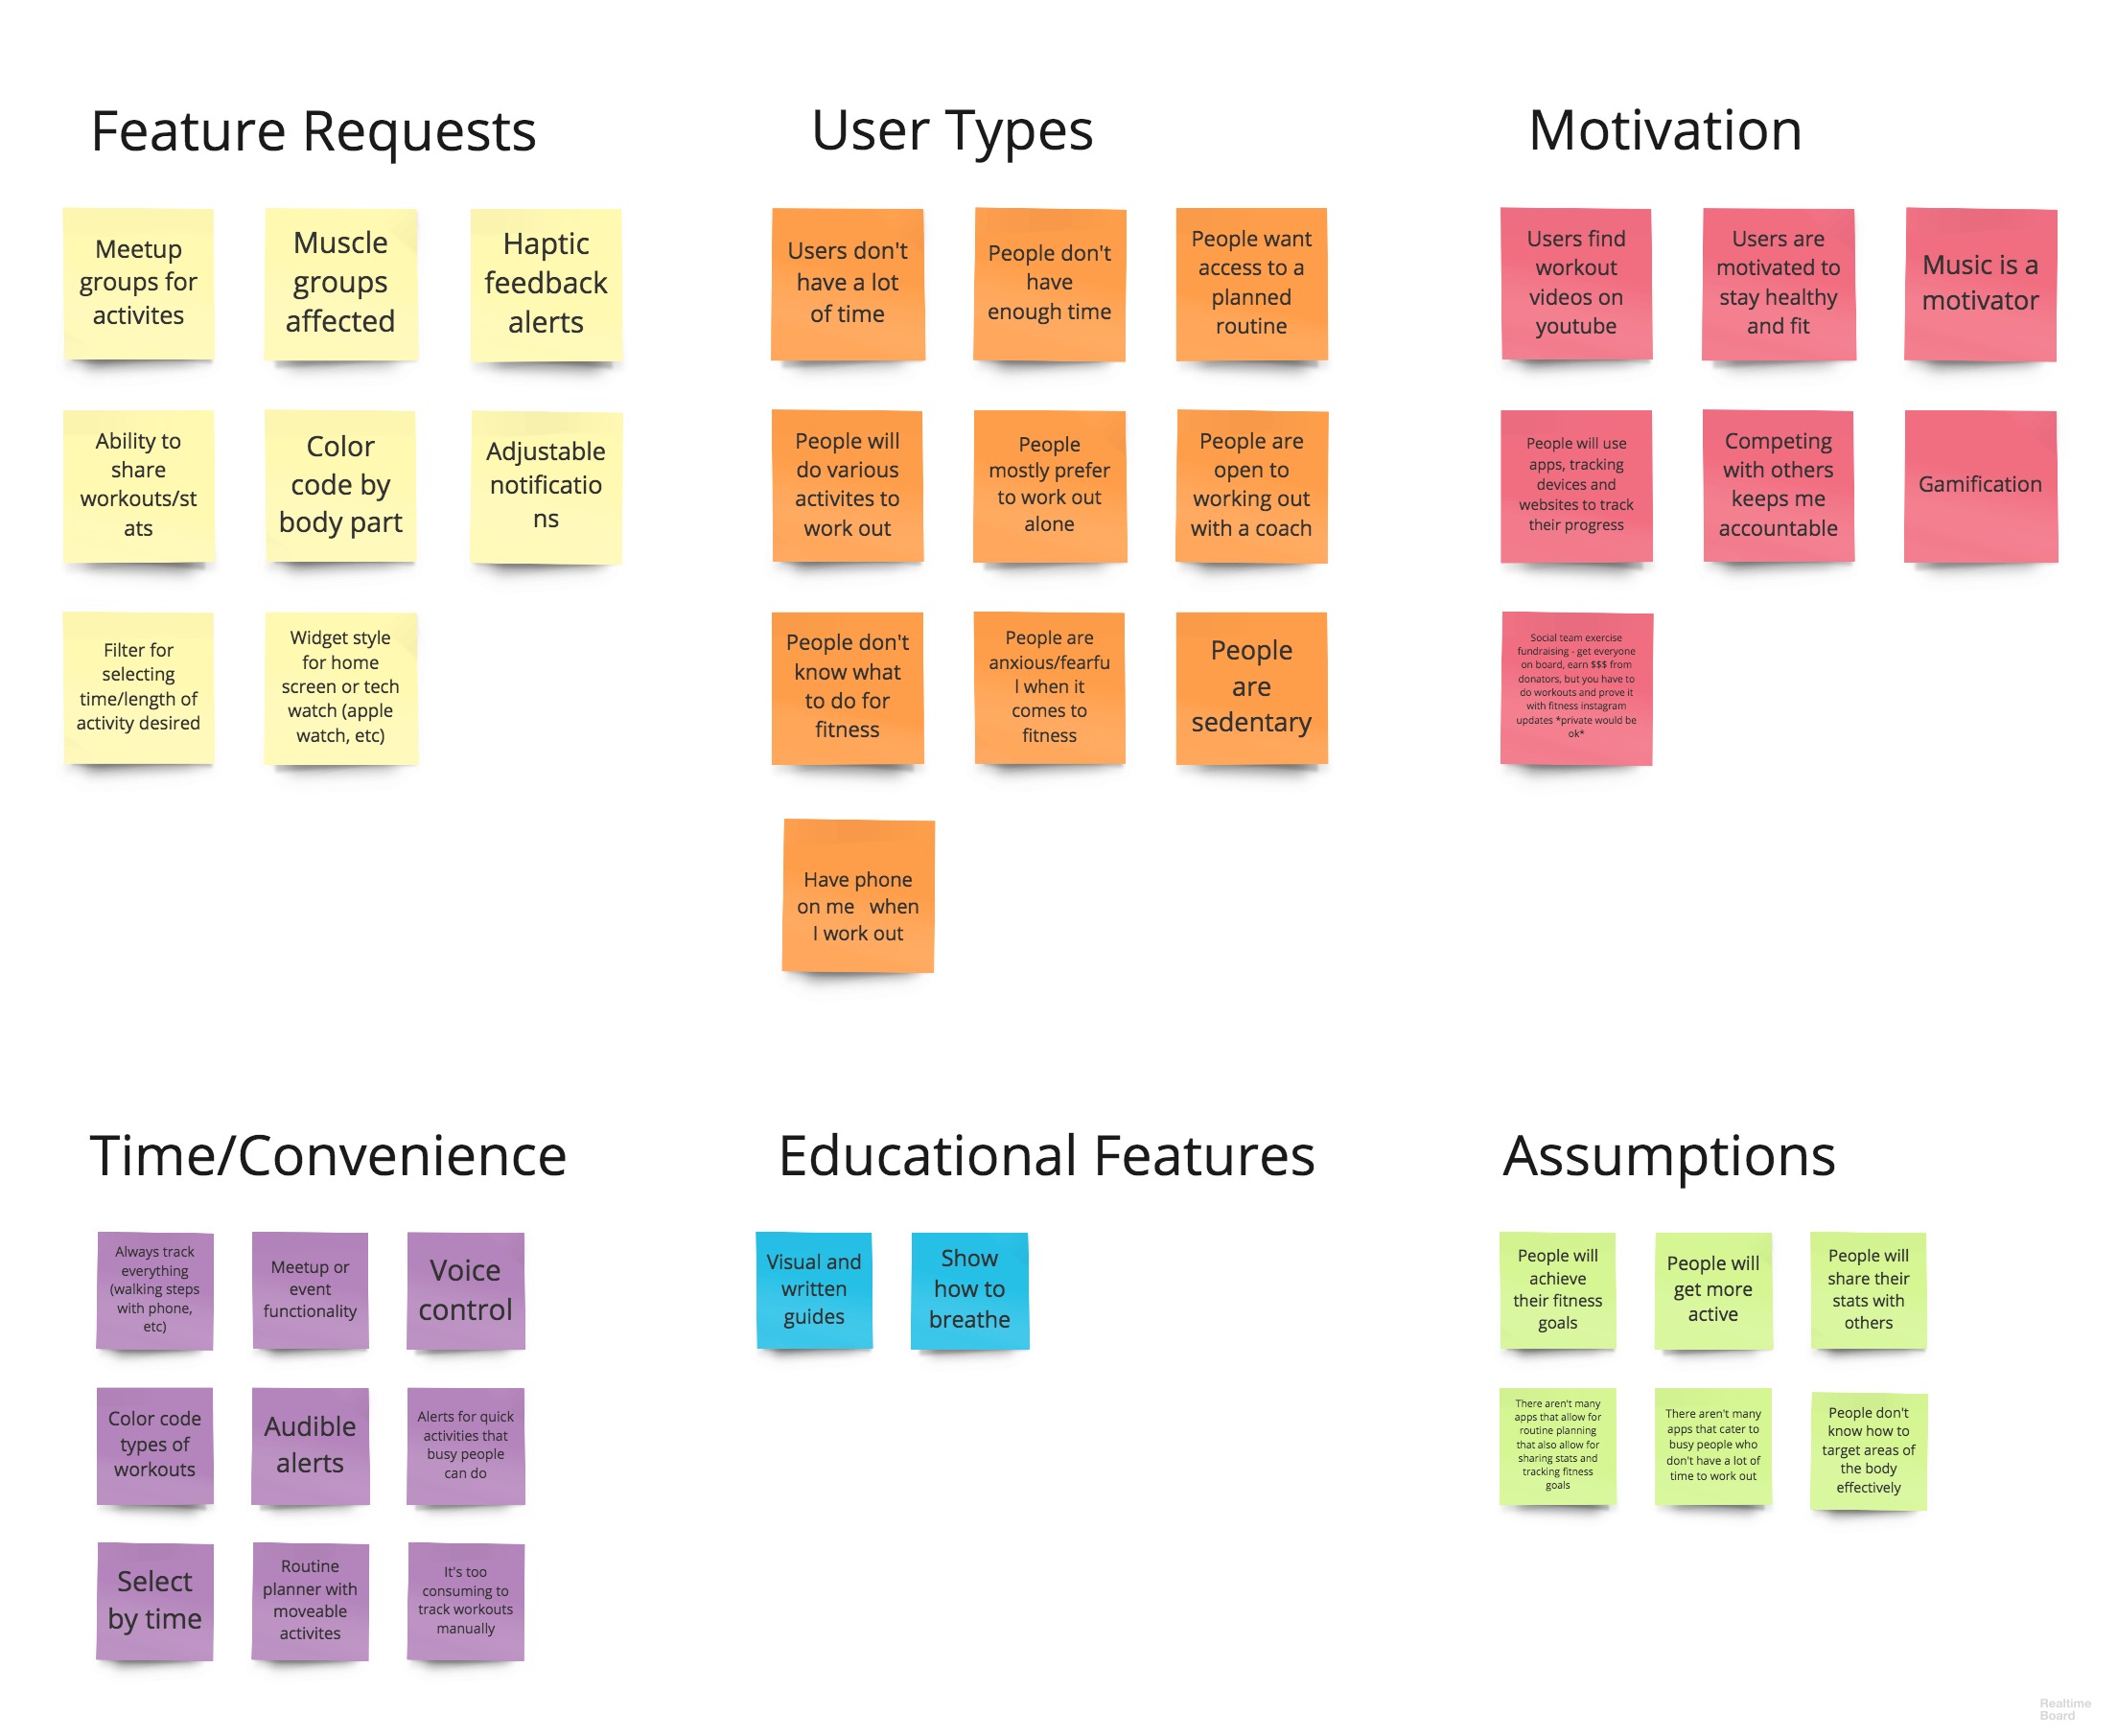 Feature Requests
Meetup
groups for
activites
Muscle
groups
affected
Haptic
feedback
alerts
Ability to
share
workouts/st
ats
Color
code by
body part
Adjustable
notificatio
ns
Filter for
selecting
time/length of
activity desired
Widget style
for home
screen or tech
watch (apple
watch, etc)
User Types
Users don't
have a lot
of time
People don't
have
enough time
People want
access to a
planned
routine
People will
do various
activites to
work out
People
mostly prefer
to work out
alone
People are
open to
working out
with a coach
People don't
know what
to do for
fitness
People are
anxious/fearfu
l when it
comes to
fitness
People
are
sedentary
Have phone
on me when
I work out
Motivation
Users find
workout
videos on
youtube
Users are
motivated to
stay healthy
and fit
Music is a
motivator
People will use
apps, tracking
devices and
websites to track
their progress
Competing
with others
keeps me
accountable
Gamification
Social team exercise
fundraising - get everyone
on board, earn $$$ from
donators, but you have to
do workouts and prove it
with fitness instagram
updates *private would be
ok*
Time/Convenience
Always track
everything
(walking steps
with phone,
etc)
Meetup or
event
functionality
Voice
control
Color code
types of
workouts
Audible
alerts
Alerts for quick
activities that
busy people
can do
Select
by time
Routine
planner with
moveable
activites
It's too
consuming to
track workouts
manually
Educational Features
Visual and
written
guides
Show
how to
breathe
Assumptions
People will
achieve
their fitness
goals
People will
get more
active
People will
share their
stats with
others
There aren't many
apps that allow for
routine planning
that also allow for
sharing stats and
tracking fitness
goals
There aren't many
apps that cater to
busy people who
don't have a lot of
time to work out
People don't
know how to
target areas of
the body
effectively
Realtime
Board